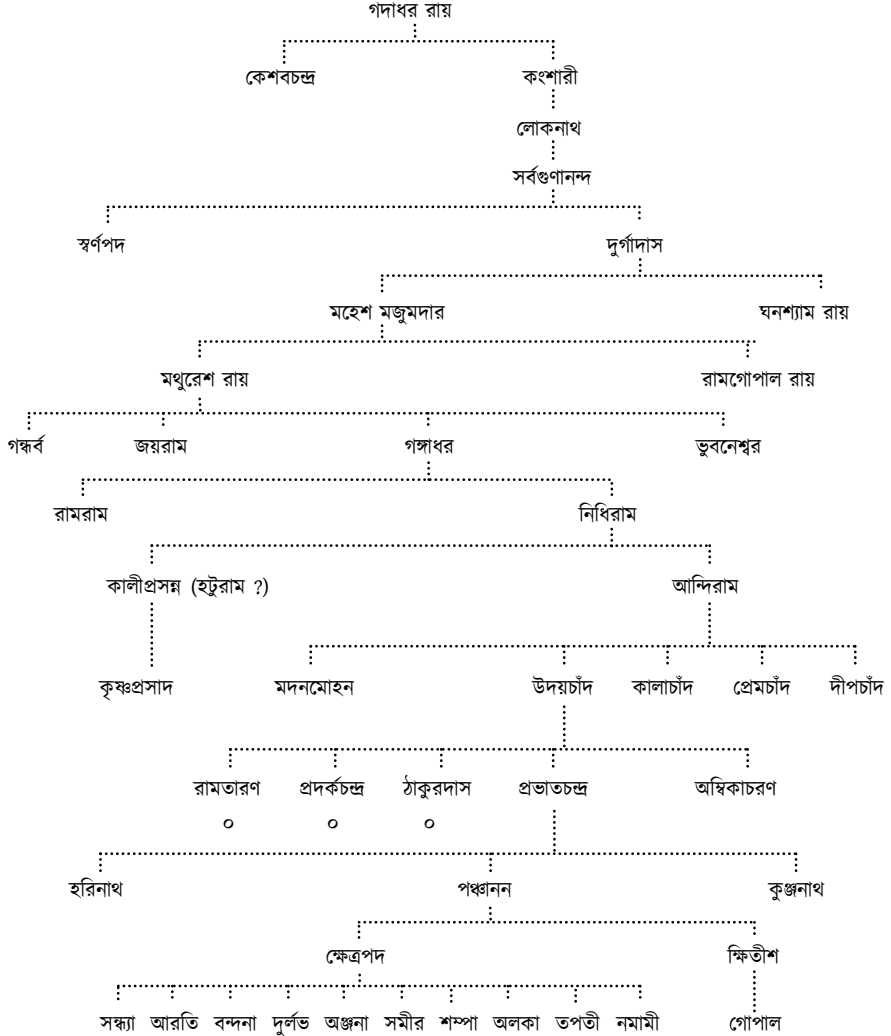 গদাধর রায়
কেশবচন্দ্র কংশারী
লোকনাথ
সর্বগুণানন্দ
স্বর্ণপদ দুর্গাদাস
মহেশ মজুমদার ঘনশ্যাম রায়
মথুরেশ রায় রামগোপাল রায়
গন্ধর্ব জয়রাম গঙ্গাধর ভুবনেশ্বর
রামরাম নিধিরাম
কালীপ্রসন্ন (হটুরাম ?) আন্দিরাম
কৃষ্ণপ্রসাদ মদনমোহন উদয়চাঁদ কালাচাঁদ প্রেমচাঁদ দীপচাঁদ
রামতারণ প্রদর্কচন্দ্র ঠাকুরদাস প্রভাতচন্দ্র অম্বিকাচরণ
০ ০ ০
হরিনাথ পঞ্চানন কুঞ্জনাথ
ক্ষেত্রপদ ক্ষিতীশ
সন্ধ্যা আরতি বন্দনা দুর্লভ অঞ্জনা সমীর শম্পা অলকা তপতী নমামী গোপাল